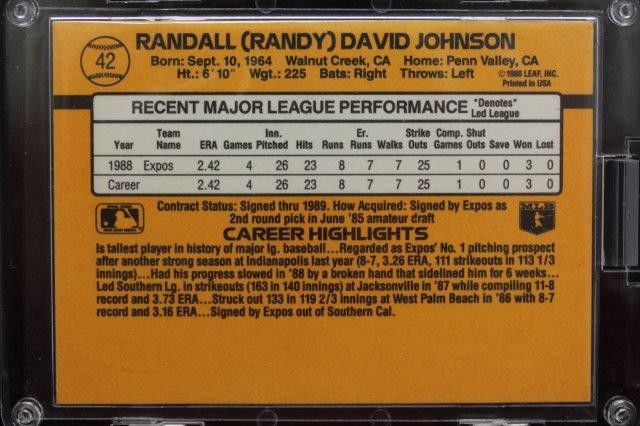 42
RANDALL (RANDY) DAVID JOHNSON
Born: Sept. 10, 1964 Walnut Creek, CA Home: Penn Valley, CA
Ht.: 6'10" Wgt.: 225 Bats: Right Throws: Left
©1988 LEAF, INC.
Printed in USA
RECENT MAJOR LEAGUE PERFORMANCE
"Denotes"
Led League
Year Team Name ERA Games Inn. Pitched Hits Runs Er. Runs Walks Strike Outs Comp. Games Shut Outs Save Won Lost
1988 Expos 2.42 4 26 23 8 7 7 25 1 0 0 3 0
Career 2.42 4 26 23 8 7 7 25 1 0 0 3 0
Contract Status: Signed thru 1989. How Acquired: Signed by Expos as
2nd round pick in June '85 amateur draft
MLB
CAREER HIGHLIGHTS
Is tallest player in history of major lg. baseball...Regarded as Expos' No. 1 pitching prospect
after another strong season at Indianapolis last year (8-7, 3.26 ERA, 111 strikeouts in 113 1/3
innings)...Had his progress slowed in '88 by a broken hand that sidelined him for 6 weeks...
Led Southern Lg. in strikeouts (163 in 140 innings) at Jacksonville in '87 while compiling 11-8
record and 3.73 ERA...Struck out 133 in 119 2/3 innings at West Palm Beach in '86 with 8-7
record and 3.16 ERA...Signed by Expos out of Southern Cal.